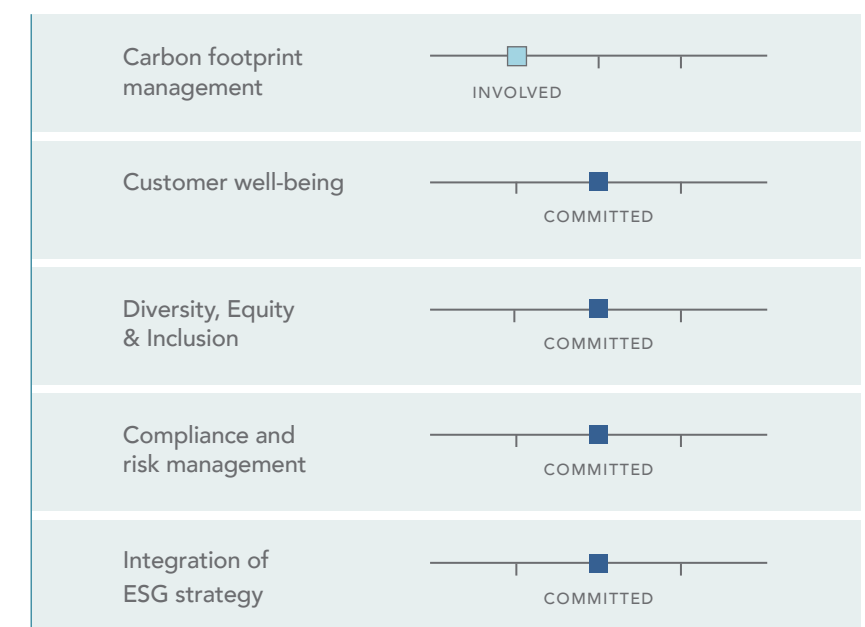 Carbon footprint
management
INVOLVED
Customer well-being
COMMITTED
Diversity, Equity
& Inclusion
COMMITTED
Compliance and
risk management
COMMITTED
Integration of
ESG strategy
COMMITTED